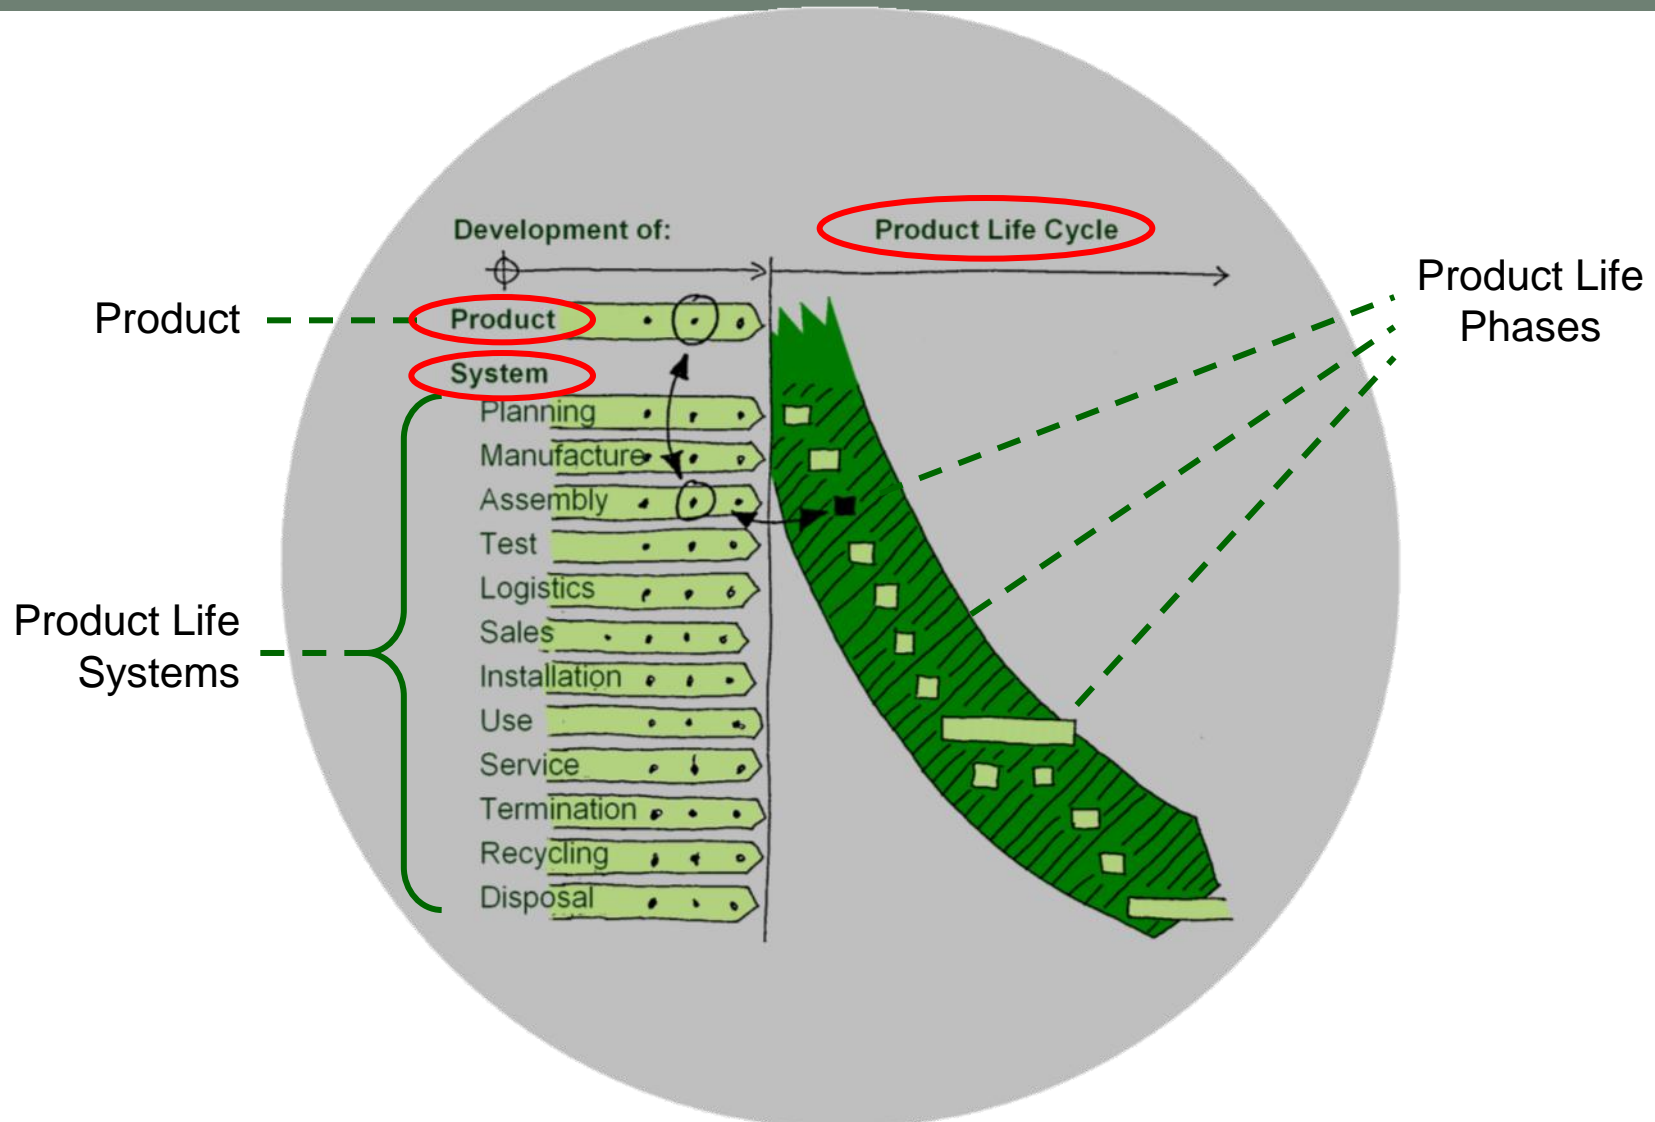 Development of:
Product Life Cycle
Product
Product
System
Planning
Manufacture
Assembly
Test
Logistics
Sales
Installation
Use
Service
Termination
Recycling
Disposal
Product Life
Systems
Product Life
Phases